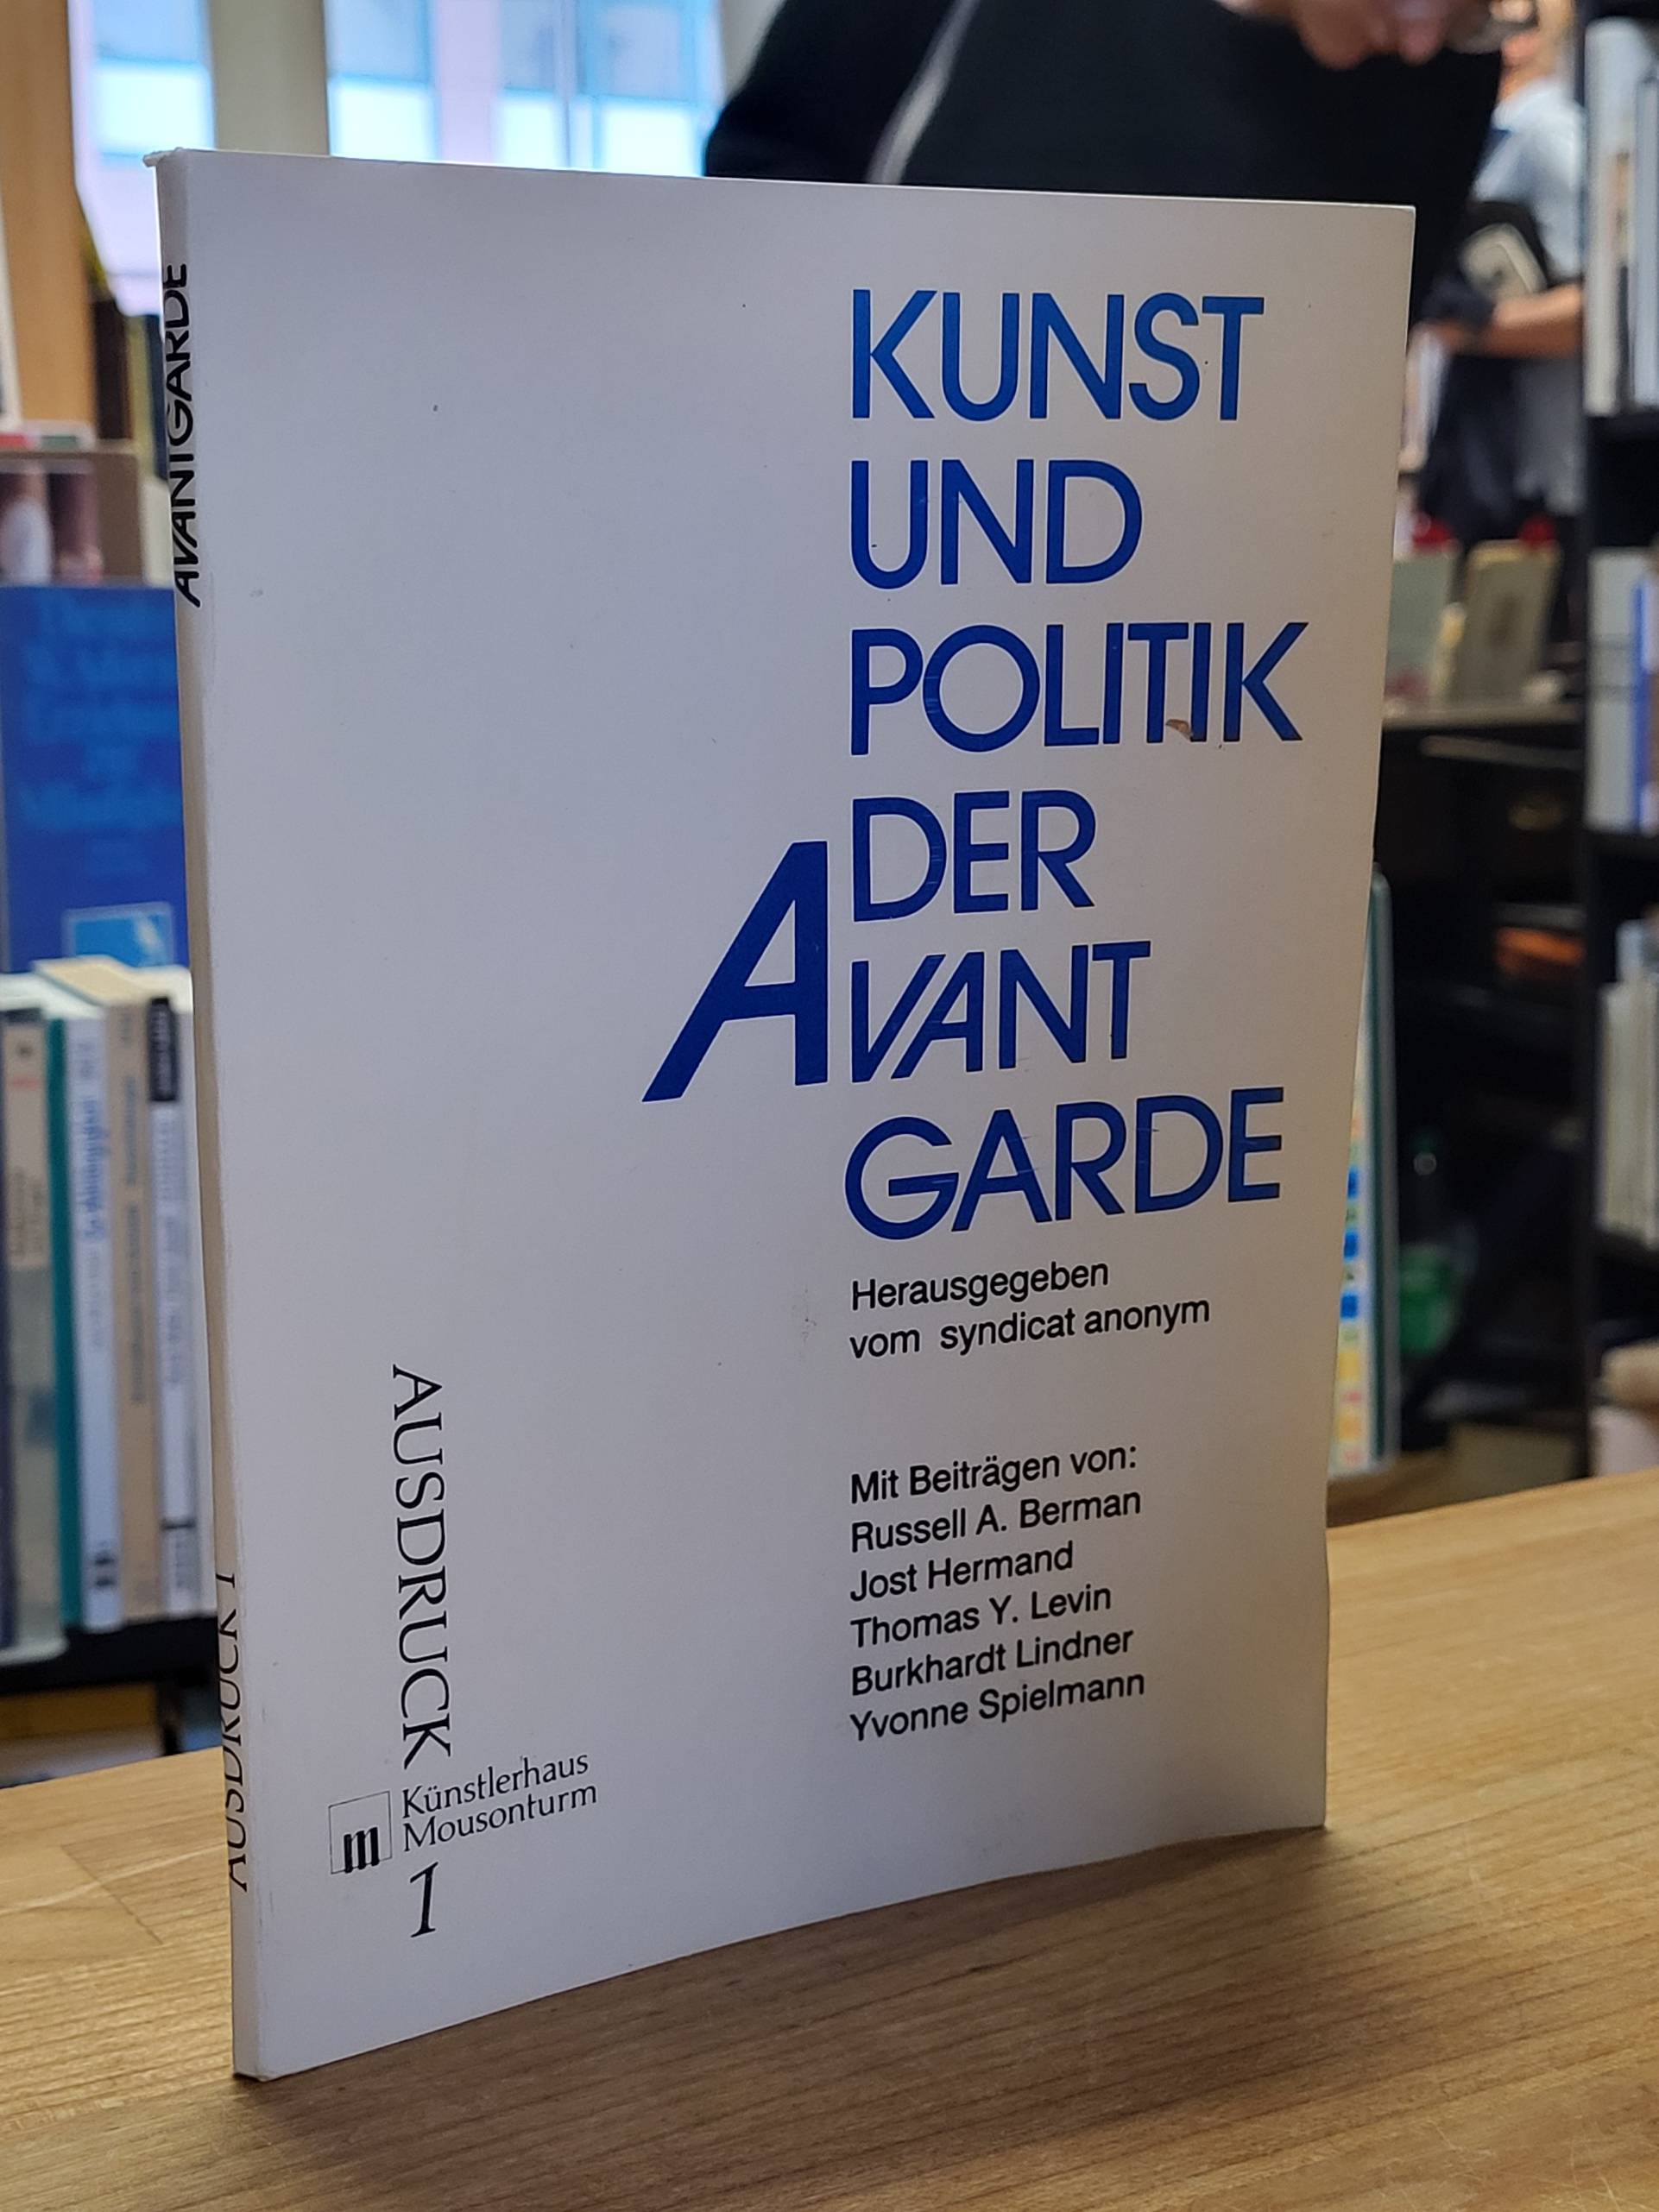 AVANTGARDE
AUSDRUCK 1
KUNST
UND
POLITIK
DER
AVANT
GARDE
Herausgegeben
vom syndicat anonym
Mit Beiträgen von:
Russell A. Berman
Jost Hermand
Thomas Y. Levin
Burkhardt Lindner
Yvonne Spielmann
AUSDRUCK
m Künstlerhaus
Mousonturm
1